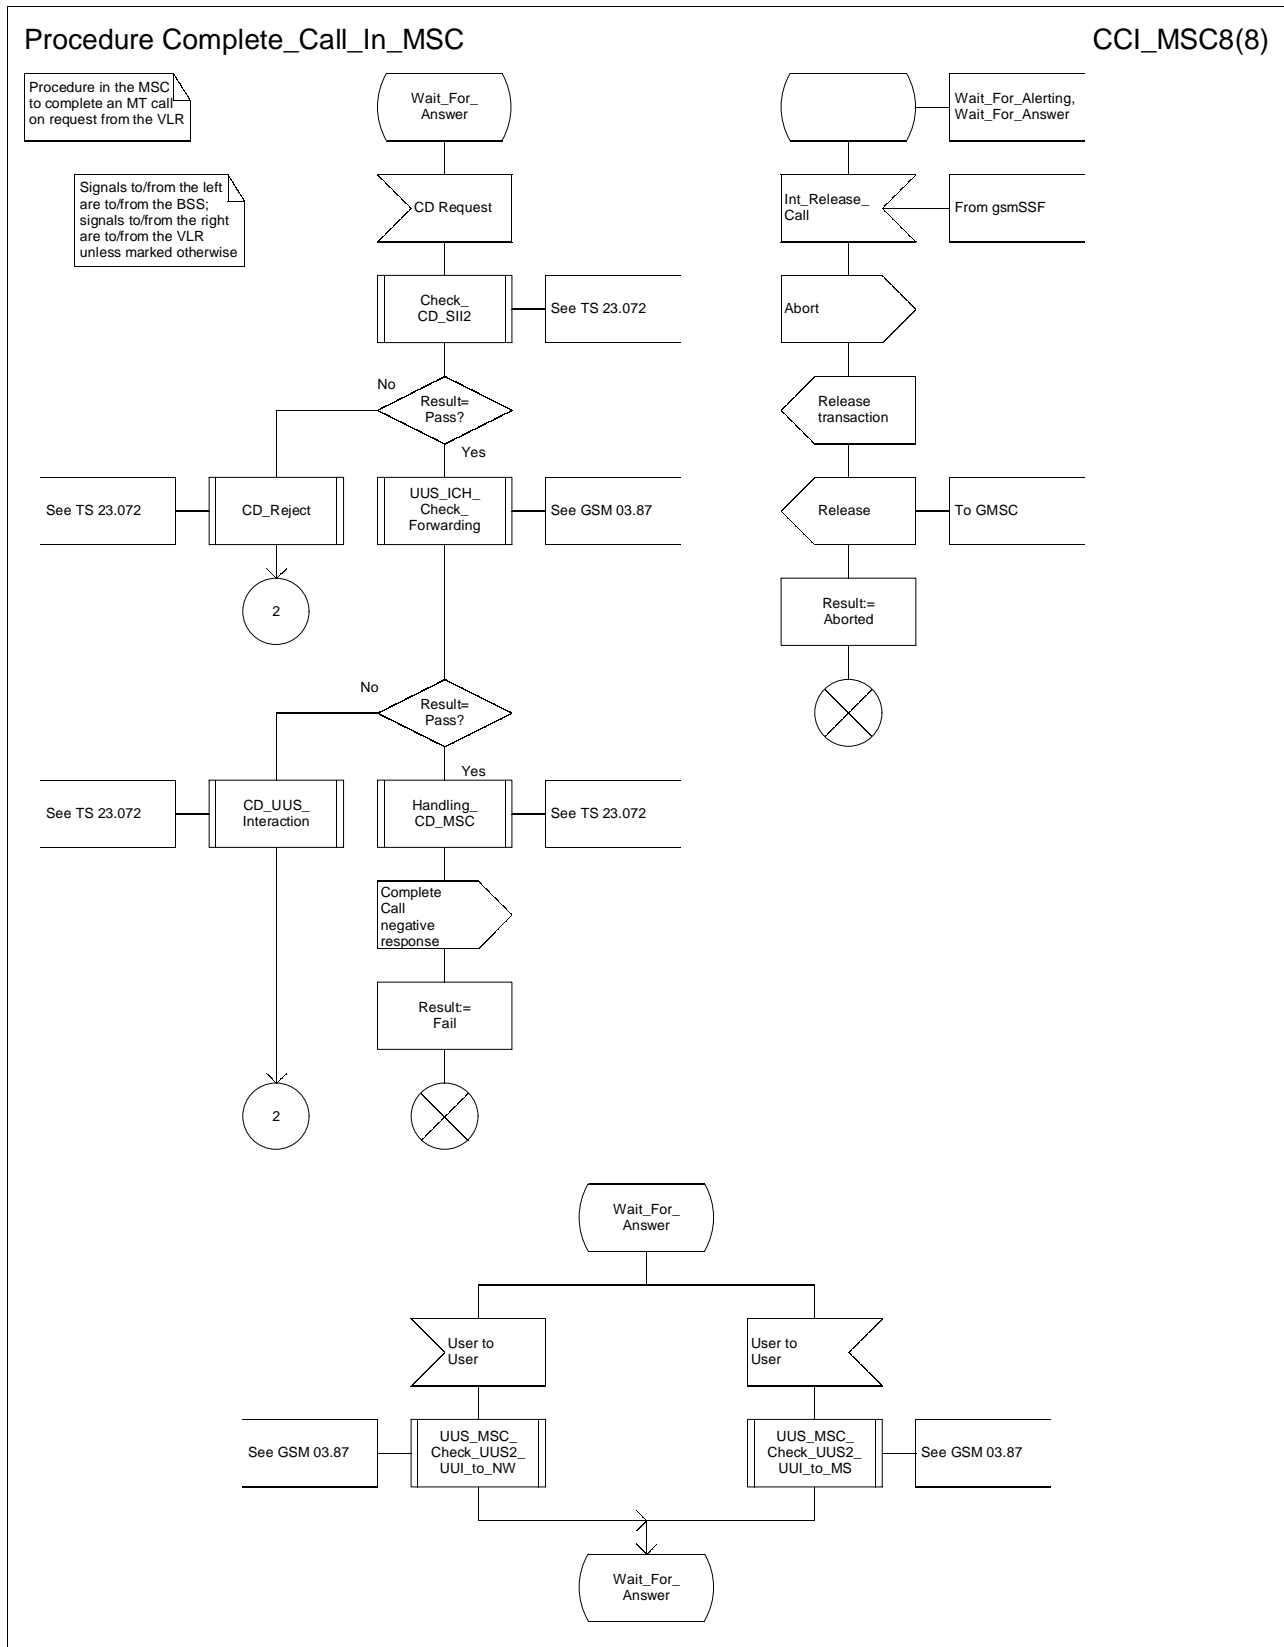 Procedure Complete_Call_In_MSC
CCI_MSC8(8)
Procedure in the MSC
to complete an MT call
on request from the VLR
Signals to/from the left
are to/from the BSS;
signals to/from the right
are to/from the VLR
unless marked otherwise
Wait_For_
Answer
CD Request
Check_
CD_SII2
See TS 23.072
No
Result=
Pass?
Yes
See TS 23.072
CD_Reject
UUS_ICH_
Check_
Forwarding
See GSM 03.87
2
No
Result=
Pass?
Yes
See TS 23.072
CD_UUS_
Interaction
Handling_
CD_MSC
See TS 23.072
Complete
Call
negative
response
Result:=
Fail
2
Wait_For_Alerting,
Wait_For_Answer
Int_Release_
Call
From gsmSSF
Abort
Release
transaction
Release
To GMSC
Result:=
Aborted
Wait_For_
Answer
User to
User
User to
User
See GSM 03.87
UUS_MSC_
Check_UUS2_
UUI_to_NW
UUS_MSC_
Check_UUS2_
UUI_to_MS
See GSM 03.87
Wait_For_
Answer